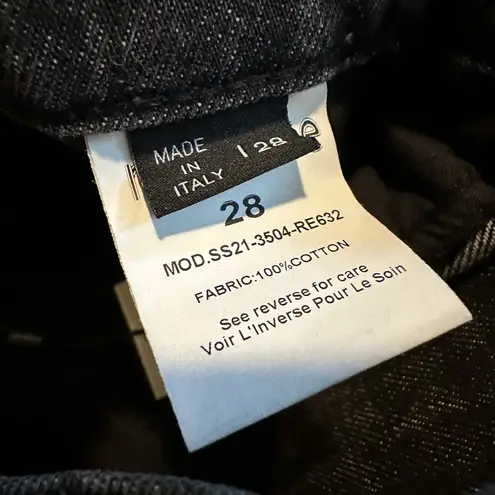 MADE
IN
ITALY | 28
28
MOD.SS21-3504-RE632
FABRIC:100%COTTON
See reverse for care
Voir L'Inverse Pour Le Soin